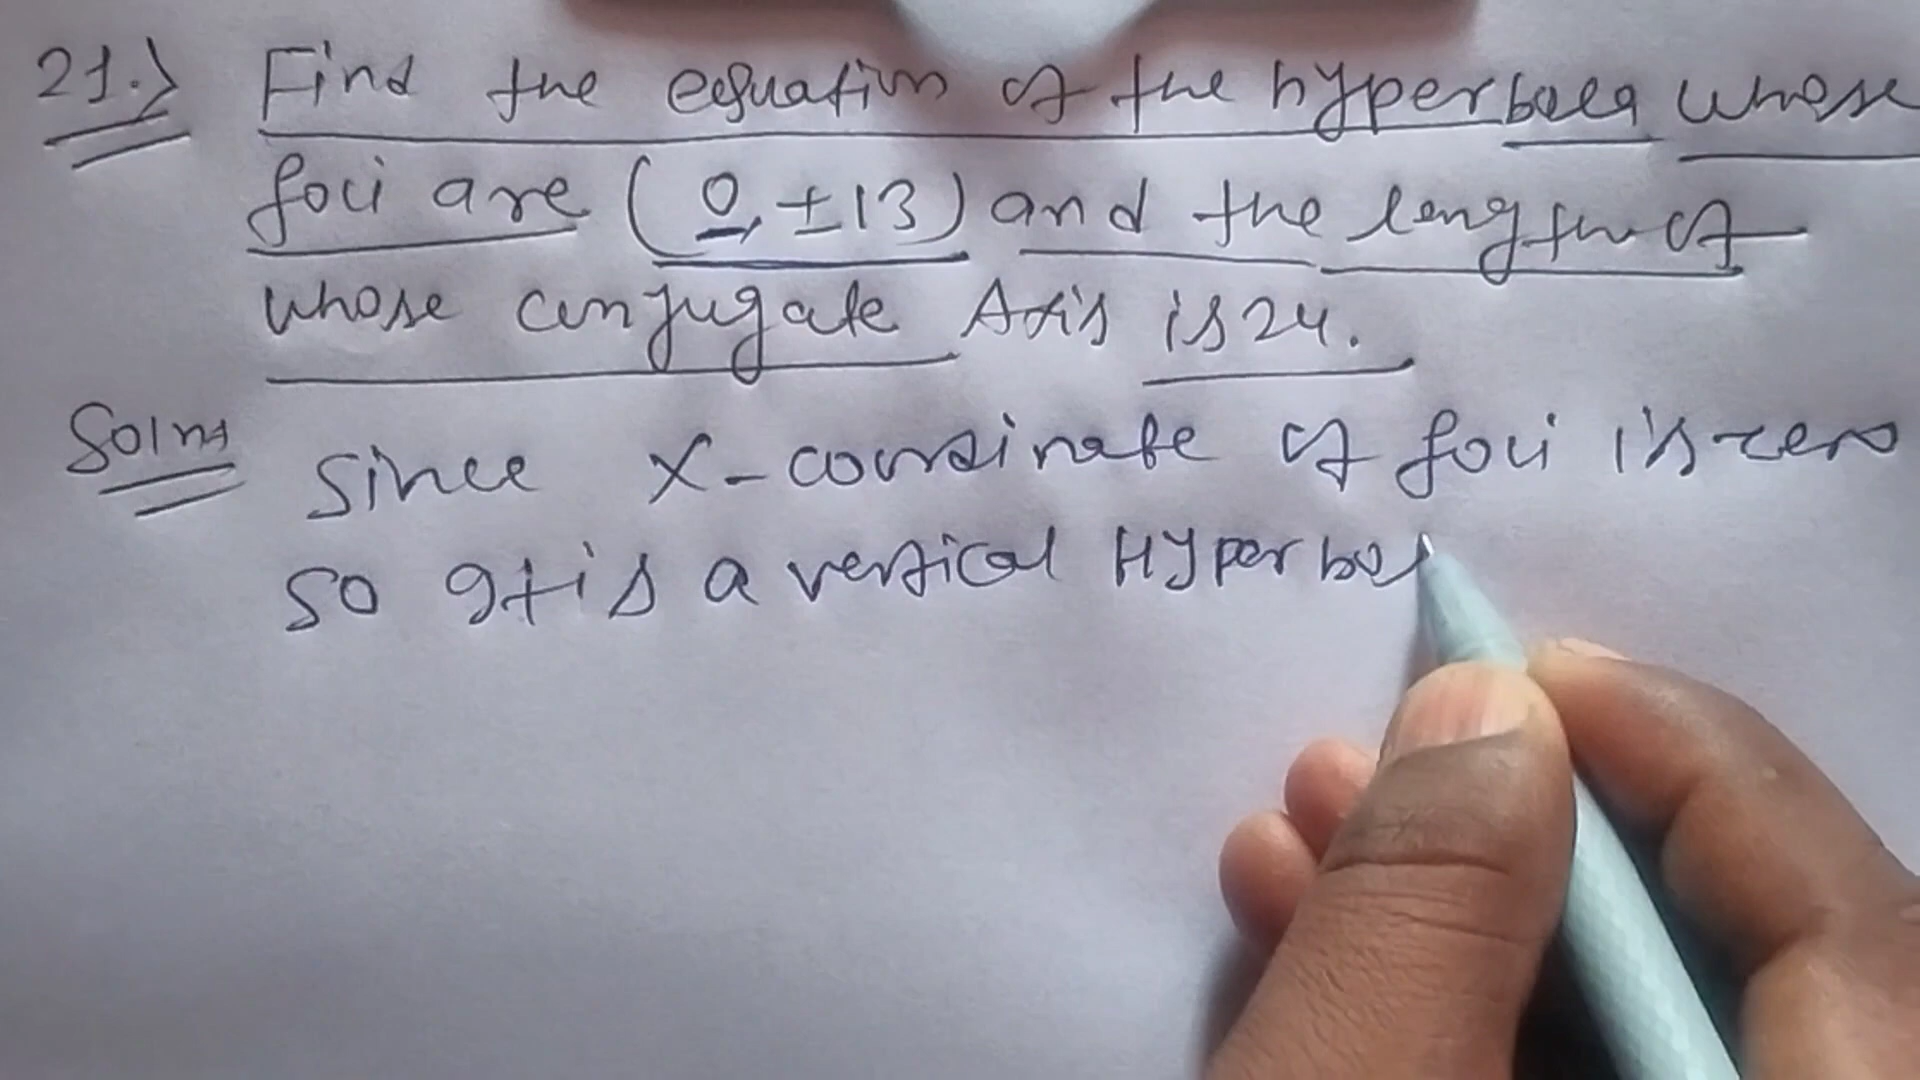 21.) Find the equation of the hyperbola whose
foci are (0, ±13) and the length of
whose conjugate Axis is 24.
Soln: since X-coordinate of foci is zero
so It is a vertical Hyperbol